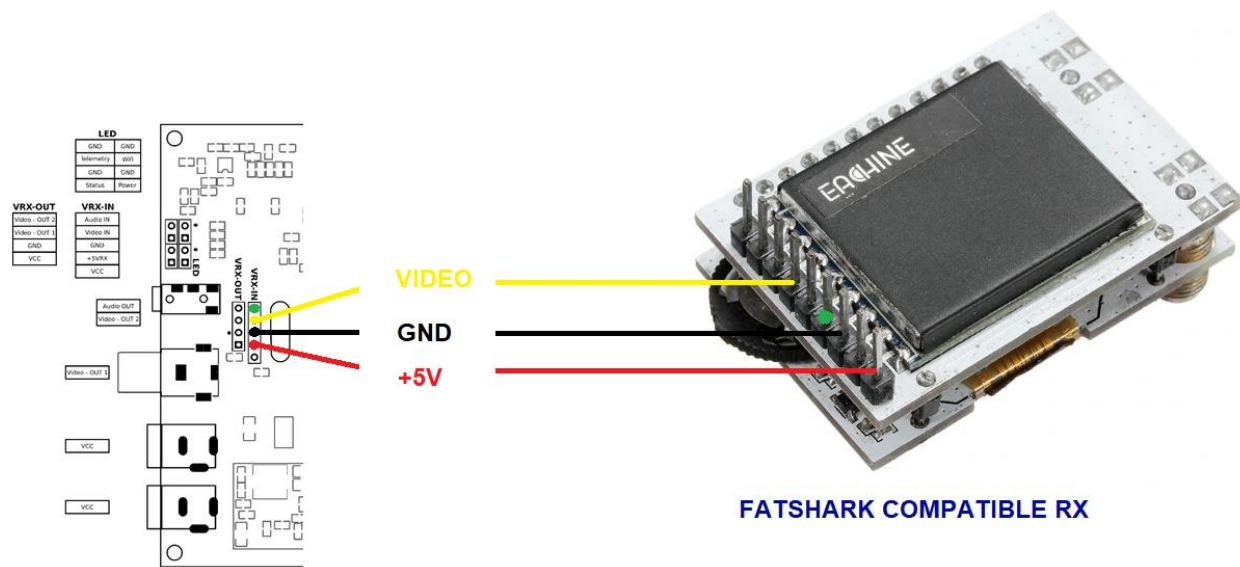 LED
GND GND
Telemetry Wifi
GND GND
Status Power
VRX-OUT
Video - OUT 2
Video - OUT 1
GND
VCC
VRX-IN
Audio IN
Video IN
GND
+5VRX
VCC
LED
VRX-OUT
VRX-IN
Audio OUT
Video - OUT 2
Video - OUT 1
VCC
VCC
VIDEO
GND
+5V
EACHINE
FATSHARK COMPATIBLE RX